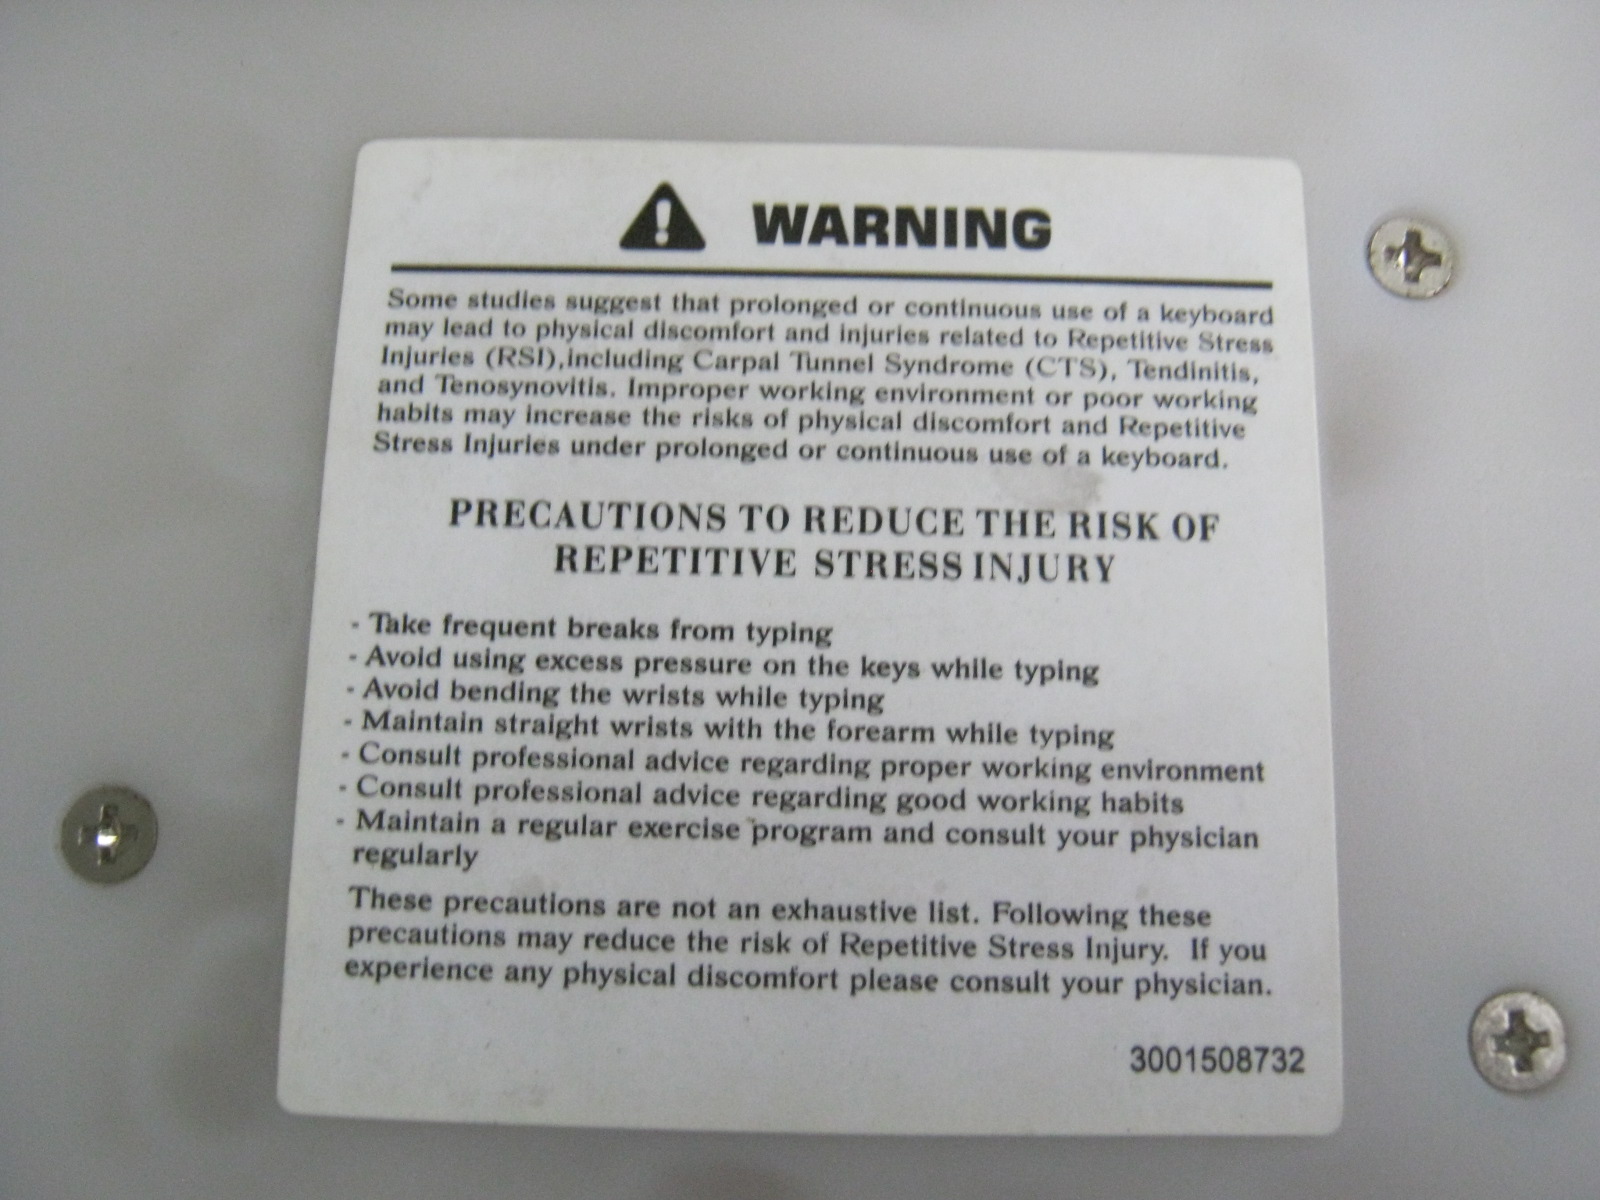 WARNING
Some studies suggest that prolonged or continuous use of a keyboard
may lead to physical discomfort and injuries related to Repetitive Stress
Injuries (RSI),including Carpal Tunnel Syndrome (CTS), Tendinitis,
and Tenosynovitis. Improper working environment or poor working
habits may increase the risks of physical discomfort and Repetitive
Stress Injuries under prolonged or continuous use of a keyboard.
PRECAUTIONS TO REDUCE THE RISK OF
REPETITIVE STRESS INJURY
- Take frequent breaks from typing
- Avoid using excess pressure on the keys while typing
- Avoid bending the wrists while typing
- Maintain straight wrists with the forearm while typing
- Consult professional advice regarding proper working environment
- Consult professional advice regarding good working habits
- Maintain a regular exercise program and consult your physician
regularly
These precautions are not an exhaustive list. Following these
precautions may reduce the risk of Repetitive Stress Injury. If you
experience any physical discomfort please consult your physician.
3001508732